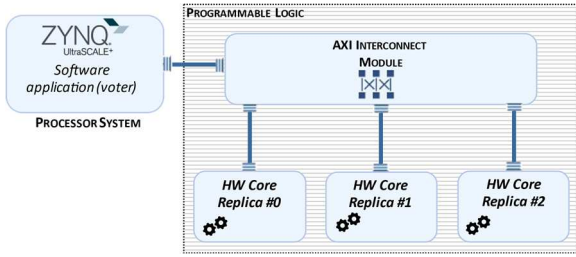 PROGRAMMABLE LOGIC
ZYNQ
UltraSCALE+
Software
application (voter)
PROCESSOR SYSTEM
AXI INTERCONNECT
MODULE
HW Core
Replica #0
HW Core
Replica #1
HW Core
Replica #2